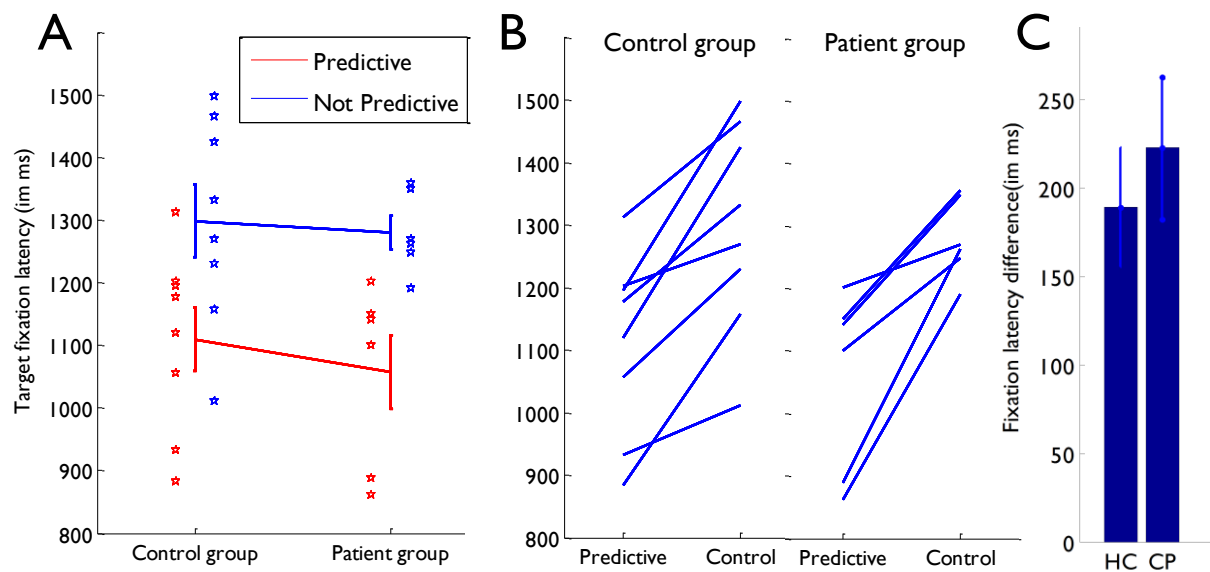 A
Target fixation latency (im ms)
1500
1400
1300
1200
1100
1000
900
800
Predictive
Not Predictive
Control group
Patient group
B
Control group
Patient group
1500
1400
1300
1200
1100
1000
900
800
Predictive
Control
Predictive
Control
C
Fixation latency difference(im ms)
250
200
150
100
50
0
HC
CP